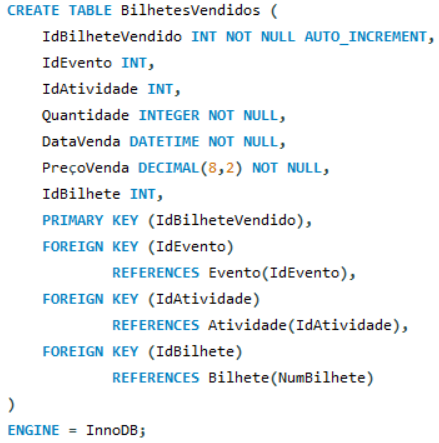 CREATE TABLE BilhetesVendidos (
IdBilheteVendido INT NOT NULL AUTO_INCREMENT,
IdEvento INT,
IdAtividade INT,
Quantidade INTEGER NOT NULL,
DataVenda DATETIME NOT NULL,
PreçoVenda DECIMAL(8,2) NOT NULL,
IdBilhete INT,
PRIMARY KEY (IdBilheteVendido),
FOREIGN KEY (IdEvento)
REFERENCES Evento(IdEvento),
FOREIGN KEY (IdAtividade)
REFERENCES Atividade(IdAtividade),
FOREIGN KEY (IdBilhete)
REFERENCES Bilhete(NumBilhete)
)
ENGINE = InnoDB;